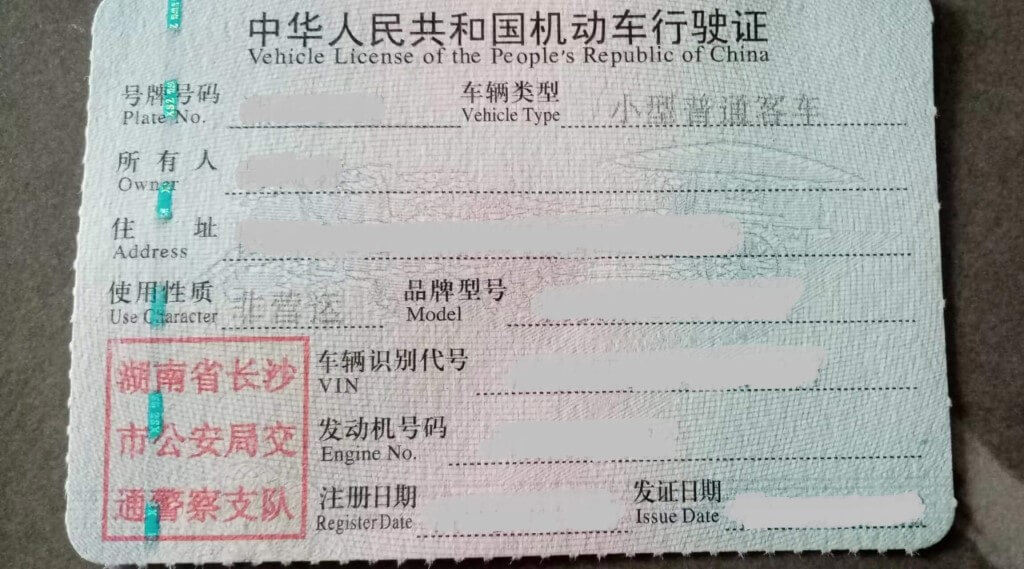 中华人民共和国机动车行驶证
Vehicle License of the People's Republic of China
号牌号码 车辆类型 小型普通客车
Plate No. Vehicle Type
所有人
Owner
住址
Address
使用性质 非营运 品牌型号
Use Character Model
车辆识别代号
VIN
发动机号码
Engine No.
注册日期 发证日期
Register Date Issue Date
湖南省长沙
市公安局交
通警察支队